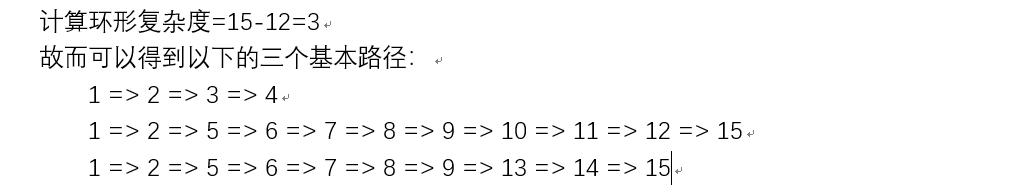 计算环形复杂度=15-12=3
故而可以得到以下的三个基本路径：
1 => 2 => 3 => 4
1 => 2 => 5 => 6 => 7 => 8 => 9 => 10 => 11 => 12 => 15
1 => 2 => 5 => 6 => 7 => 8 => 9 => 13 => 14 => 15